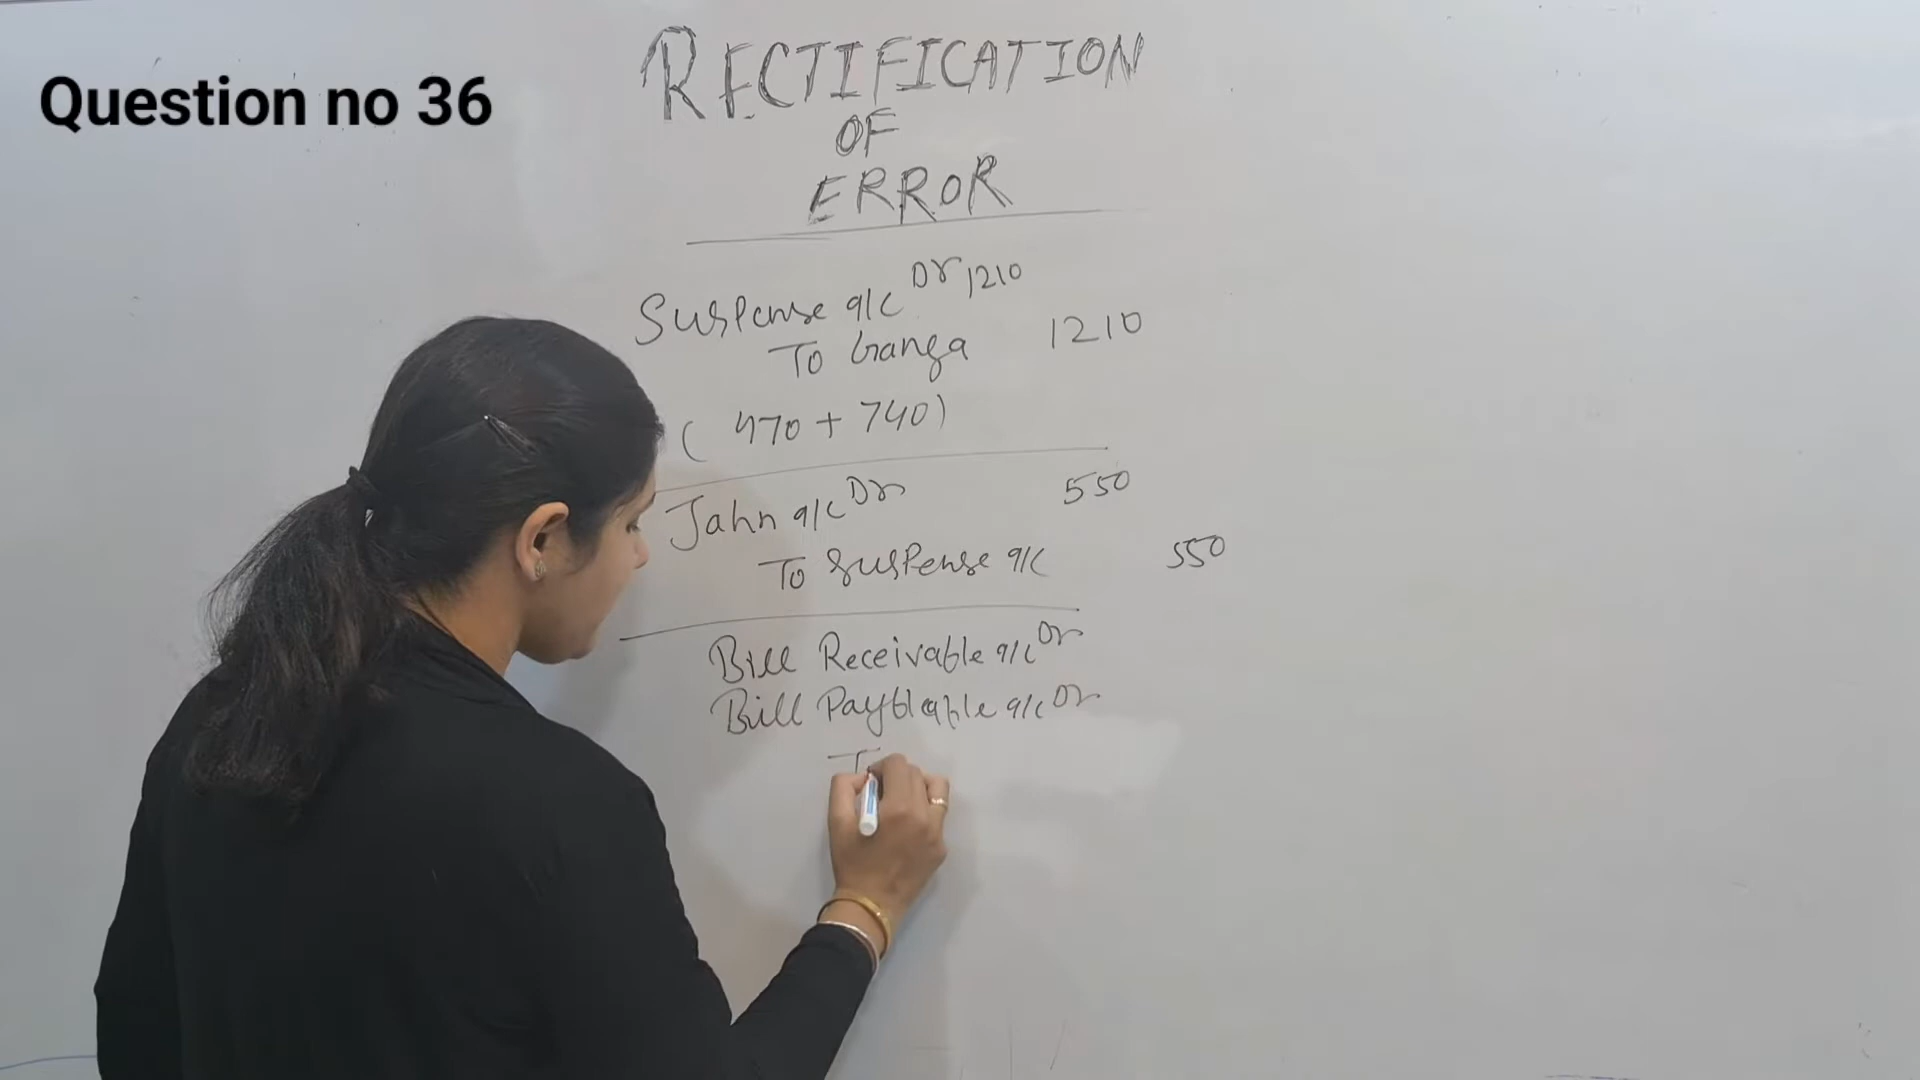 Question no 36
RECTIFICATION
OF
ERROR
Suspense a/c Dr 1210
To Ganga 1210
( 470 + 740)
Jahn a/c Dr 550
To Suspense a/c 550
Bill Receivable a/c Dr
Bill Payblable a/c Dr
T